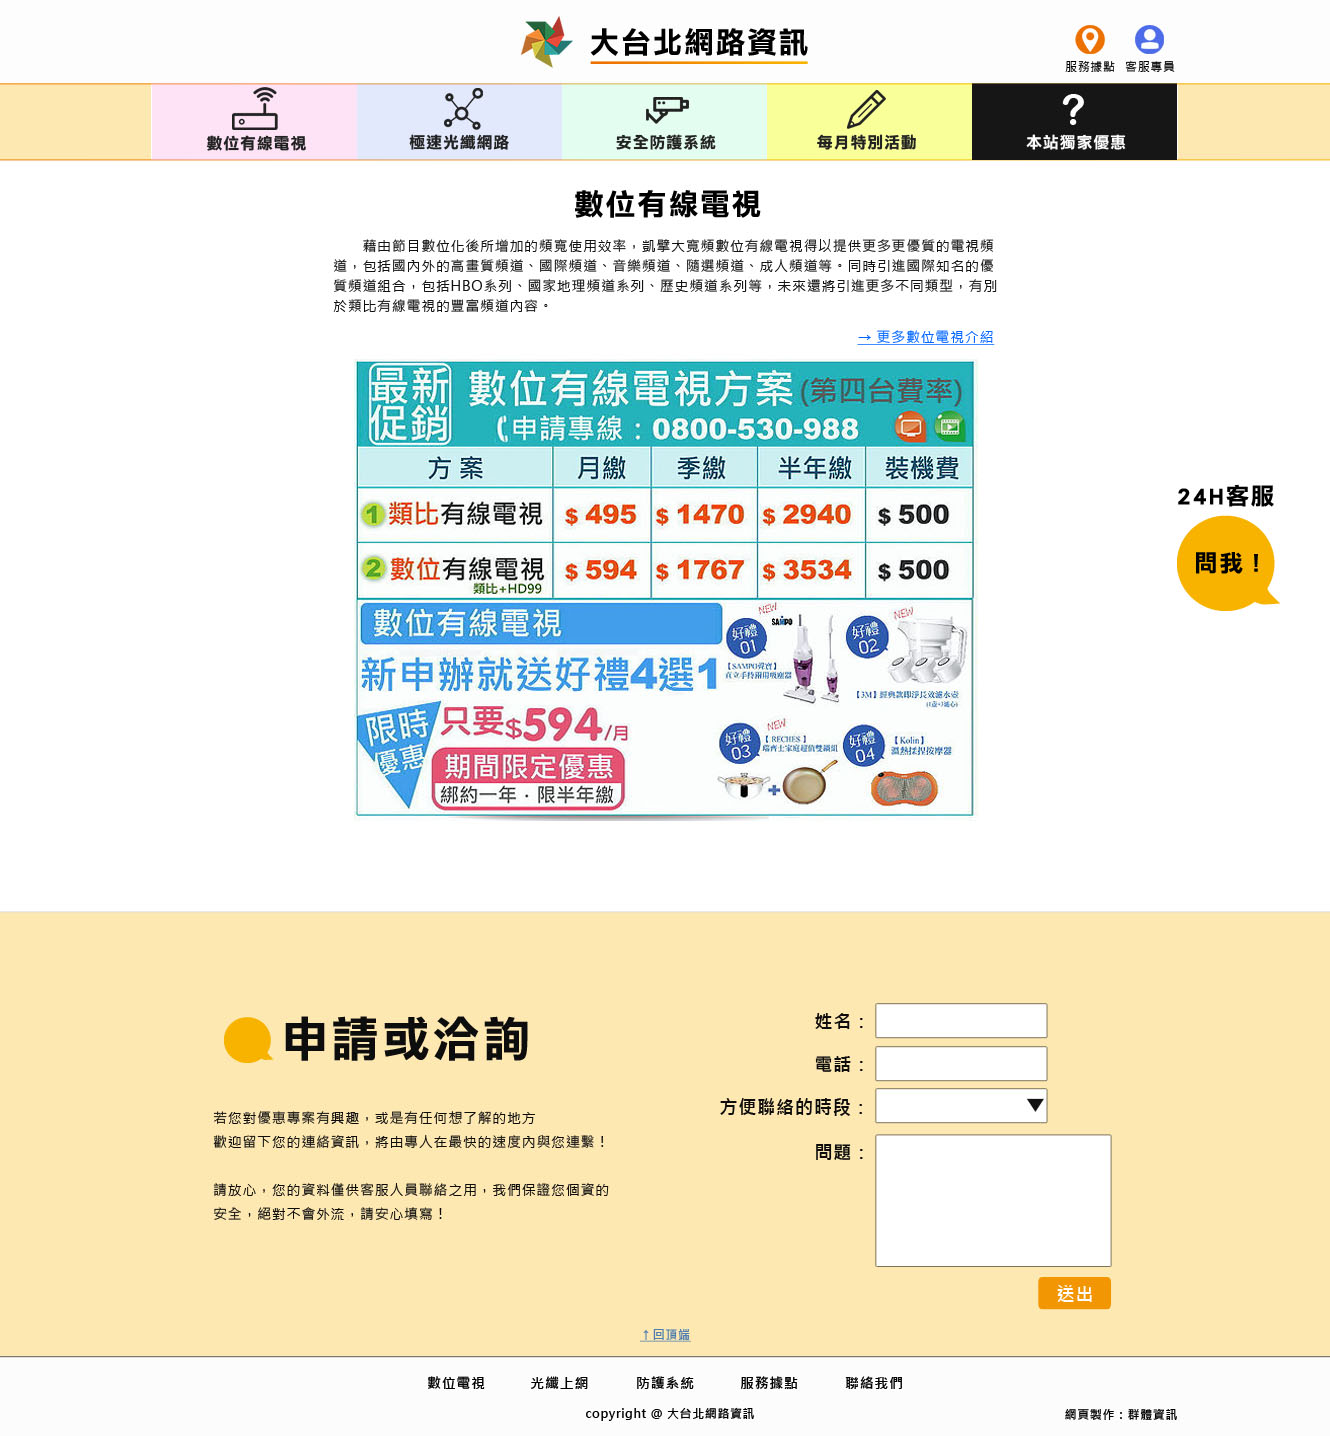 大台北網路資訊
服務據點 客服專員
數位有線電視 極速光纖網路 安全防護系統 每月特別活動 本站獨家優惠
數位有線電視
藉由節目數位化後所增加的頻寬使用效率，凱擘大寬頻數位有線電視得以提供更多更優質的電視頻
道，包括國內外的高畫質頻道、國際頻道、音樂頻道、隨選頻道、成人頻道等。同時引進國際知名的優
質頻道組合，包括HBO系列、國家地理頻道系列、歷史頻道系列等，未來還將引進更多不同類型，有別
於類比有線電視的豐富頻道內容。
→ 更多數位電視介紹
最新
促銷
數位有線電視方案 (第四台費率)
申請專線：0800-530-988
方 案 月繳 季繳 半年繳 裝機費
1 類比有線電視 $ 495 $ 1470 $ 2940 $ 500
2 數位有線電視 $ 594 $ 1767 $ 3534 $ 500
類比+HD99
數位有線電視
新申辦就送好禮4選1
限時
優惠
只要$594/月
期間限定優惠
綁約一年．限半年繳
NEW
好禮
01
SAMPO
【SAMPO聲寶】
直立手持兩用吸塵器
NEW
好禮
02
【3M】經典款即淨長效濾水壺
(1壺+3濾心)
NEW
好禮
03
【 RECHES 】
瑞齊士家庭超值雙鍋組
好禮
04
【Kolin】
溫熱揉捏按摩器
24H客服
問我！
申請或洽詢
若您對優惠專案有興趣，或是有任何想了解的地方
歡迎留下您的連絡資訊，將由專人在最快的速度內與您連繫！
請放心，您的資料僅供客服人員聯絡之用，我們保證您個資的
安全，絕對不會外流，請安心填寫！
姓名：
電話：
方便聯絡的時段：
問題：
送出
↑回頂端
數位電視 光纖上網 防護系統 服務據點 聯絡我們
copyright @ 大台北網路資訊
網頁製作：群體資訊